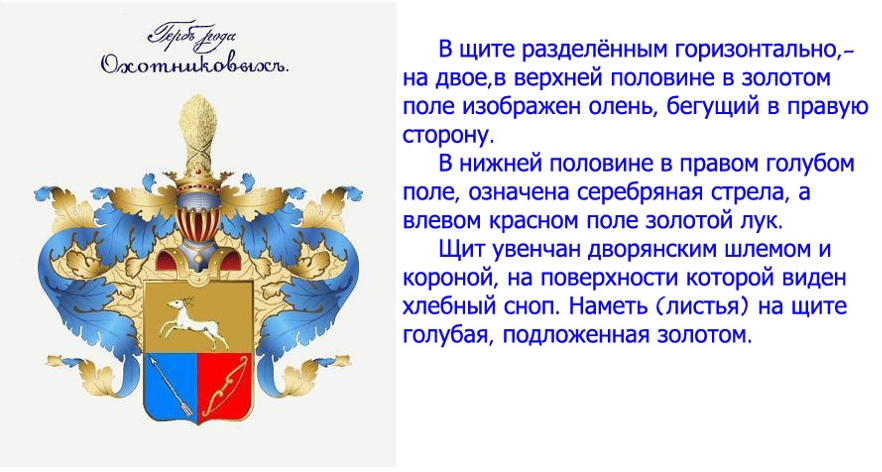 Гербъ рода
Охотниковыхъ.
В щите разделённым горизонтально,-
на двое,в верхней половине в золотом
поле изображен олень, бегущий в правую
сторону.
В нижней половине в правом голубом
поле, означена серебряная стрела, а
влевом красном поле золотой лук.
Щит увенчан дворянским шлемом и
короной, на поверхности которой виден
хлебный сноп. Наметь (листья) на щите
голубая, подложенная золотом.